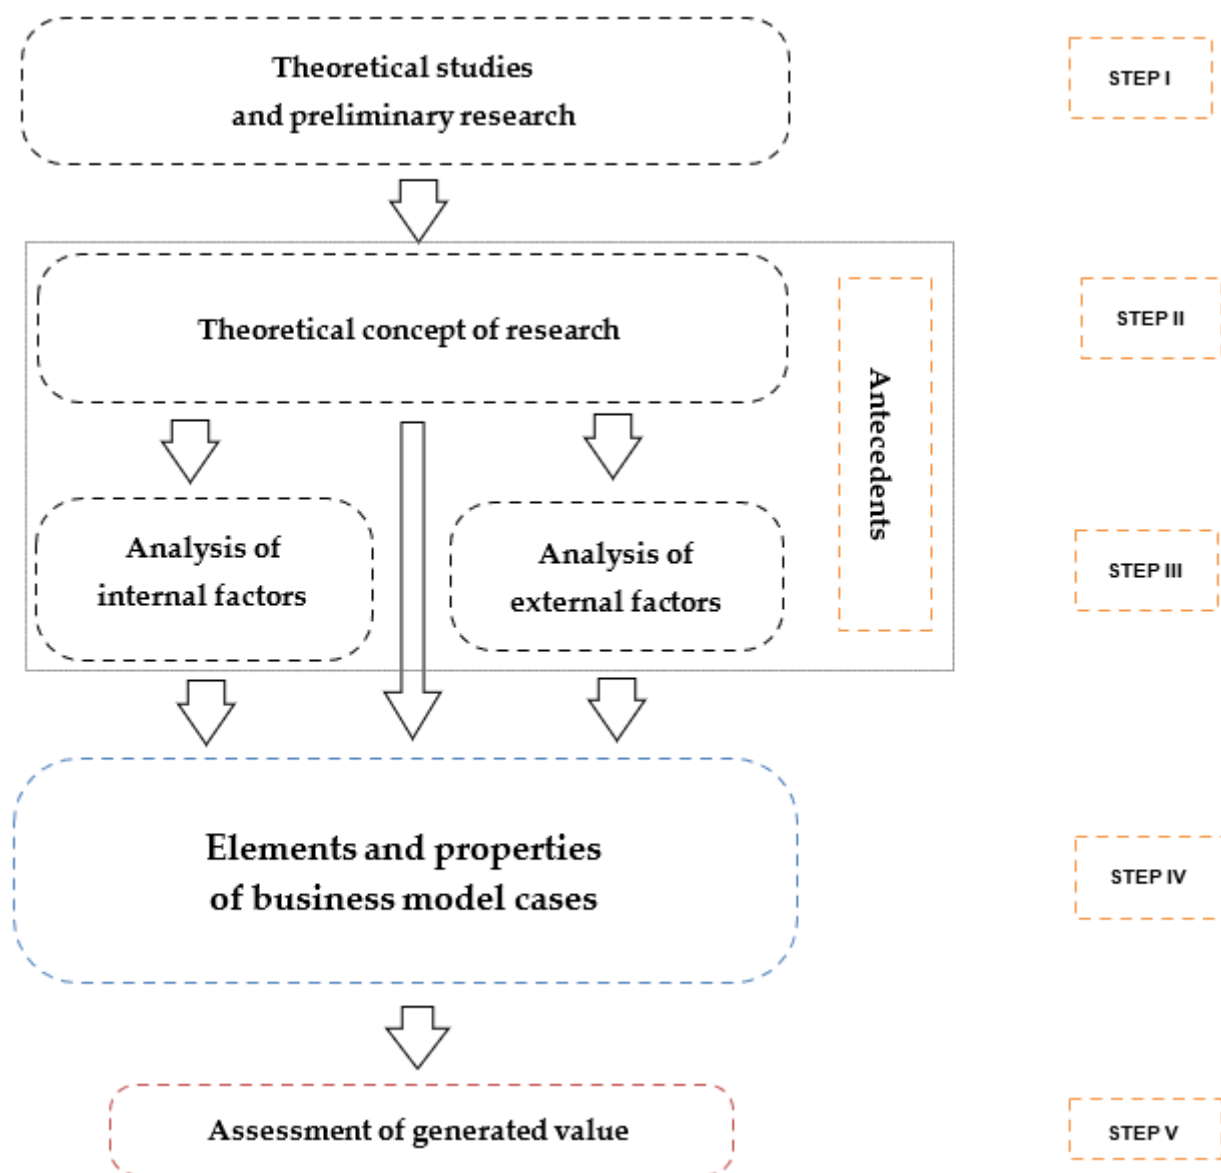 Theoretical studies
and preliminary research
STEP I
Theoretical concept of research
STEP II
Antecedents
Analysis of
internal factors
Analysis of
external factors
STEP III
Elements and properties
of business model cases
STEP IV
Assessment of generated value
STEP V